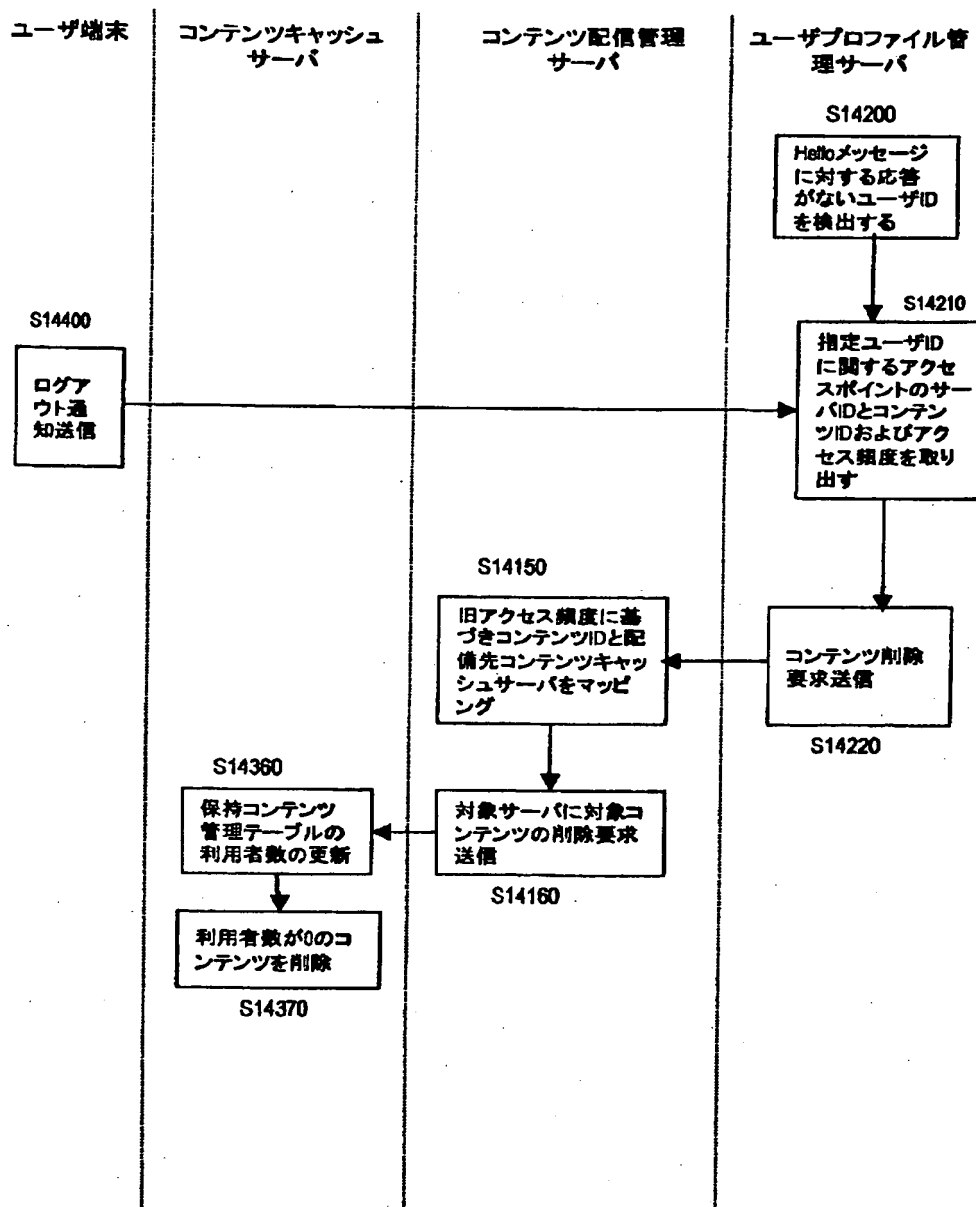 ユーザ端末
コンテンツキャッシュ
サーバ
コンテンツ配信管理
サーバ
ユーザプロファイル管
理サーバ
S14200
Helloメッセージ
に対する応答
がないユーザID
を検出する
S14210
指定ユーザID
に関するアクセ
スポイントのサー
バIDとコンテン
ツIDおよびアク
セス頻度を取り
出す
S14400
ログア
ウト通
知送信
S14150
旧アクセス頻度に基
づきコンテンツIDと配
備先コンテンツキャッ
シュサーバをマッピ
ング
コンテンツ削除
要求送信
S14220
S14360
保持コンテンツ
管理テーブルの
利用者数の更新
対象サーバに対象コ
ンテンツの削除要求
送信
S14160
利用者数が0のコ
ンテンツを削除
S14370